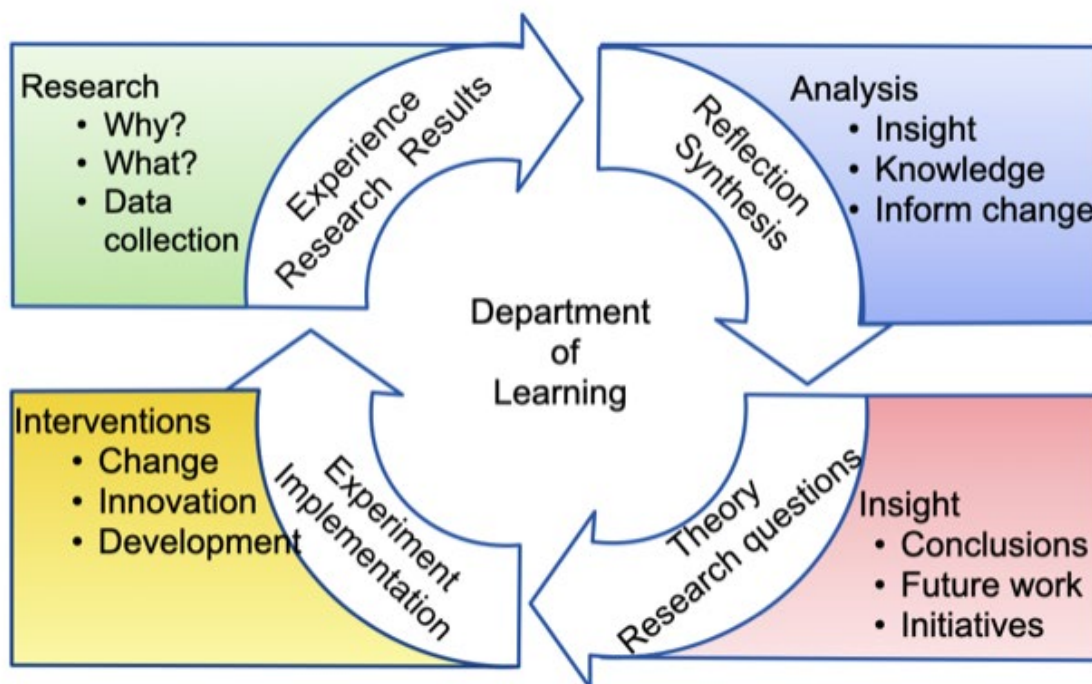 Research
• Why?
• What?
• Data
collection
Experience
Research Results
Reflection
Synthesis
Analysis
• Insight
• Knowledge
• Inform change
Department
of
Learning
Interventions
• Change
• Innovation
• Development
Experiment
Implementation
Theory
Research questions
Insight
• Conclusions
• Future work
• Initiatives